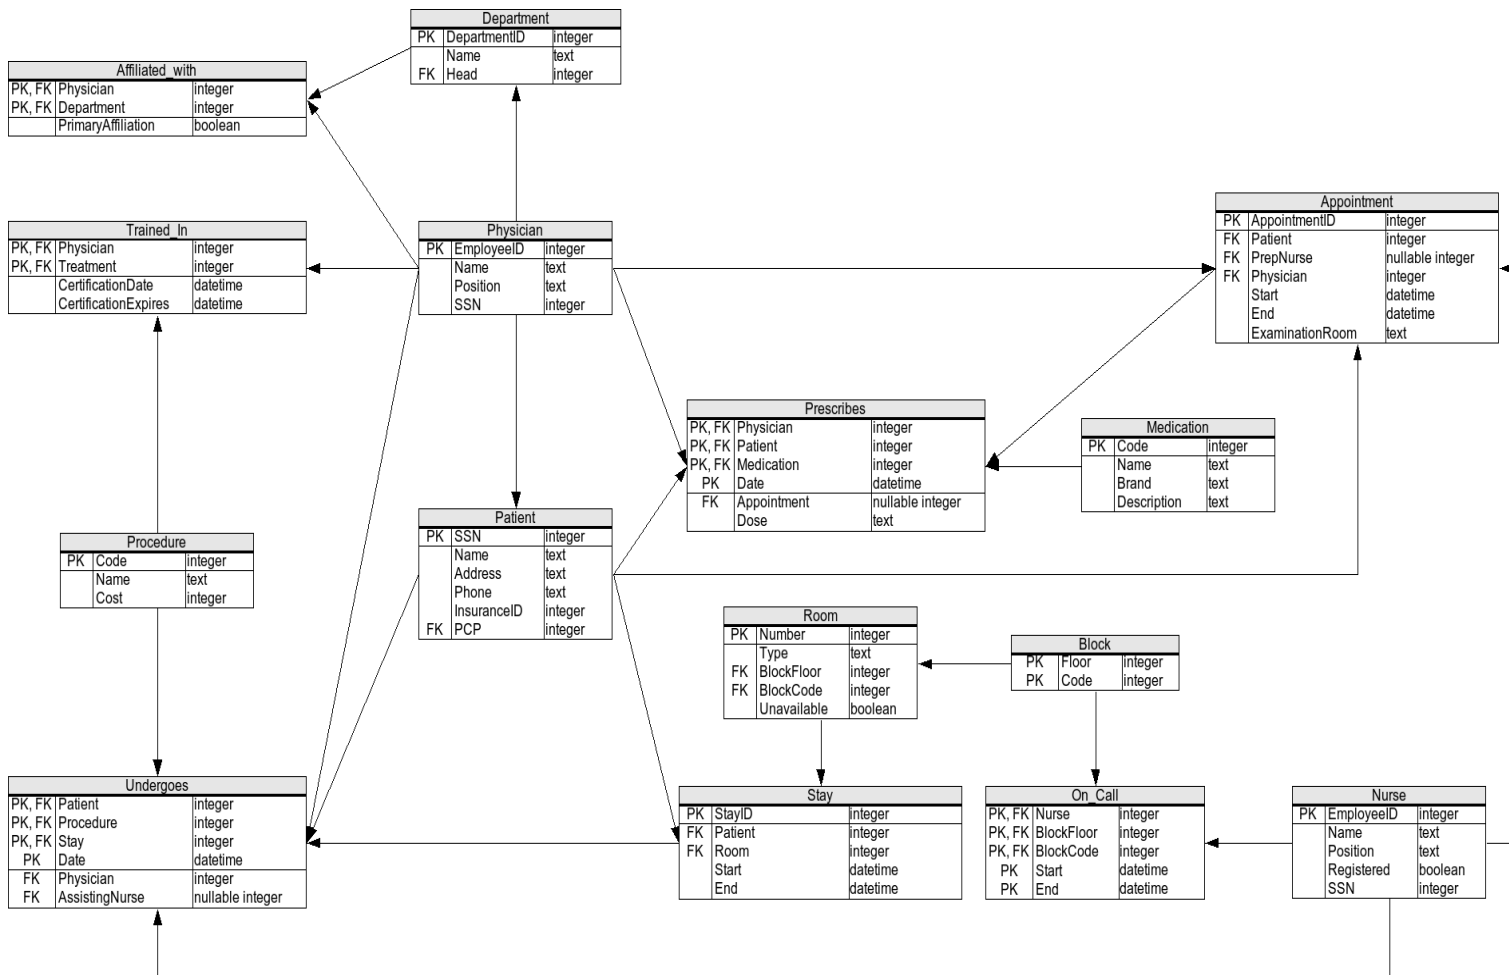 Department
PK DepartmentID integer
Name text
FK Head integer
Affiliated_with
PK, FK Physician integer
PK, FK Department integer
PrimaryAffiliation boolean
Trained_In
PK, FK Physician integer
PK, FK Treatment integer
CertificationDate datetime
CertificationExpires datetime
Physician
PK EmployeeID integer
Name text
Position text
SSN integer
Appointment
PK AppointmentID integer
FK Patient integer
FK PrepNurse nullable integer
FK Physician integer
Start datetime
End datetime
ExaminationRoom text
Prescribes
PK, FK Physician integer
PK, FK Patient integer
PK, FK Medication integer
PK Date datetime
FK Appointment nullable integer
Dose text
Medication
PK Code integer
Name text
Brand text
Description text
Procedure
PK Code integer
Name text
Cost integer
Patient
PK SSN integer
Name text
Address text
Phone text
InsuranceID integer
FK PCP integer
Room
PK Number integer
Type text
FK BlockFloor integer
FK BlockCode integer
Unavailable boolean
Block
PK Floor integer
PK Code integer
Undergoes
PK, FK Patient integer
PK, FK Procedure integer
PK, FK Stay integer
PK Date datetime
FK Physician integer
FK AssistingNurse nullable integer
Stay
PK StayID integer
FK Patient integer
FK Room integer
Start datetime
End datetime
On_Call
PK, FK Nurse integer
PK, FK BlockFloor integer
PK, FK BlockCode integer
PK Start datetime
PK End datetime
Nurse
PK EmployeeID integer
Name text
Position text
Registered boolean
SSN integer